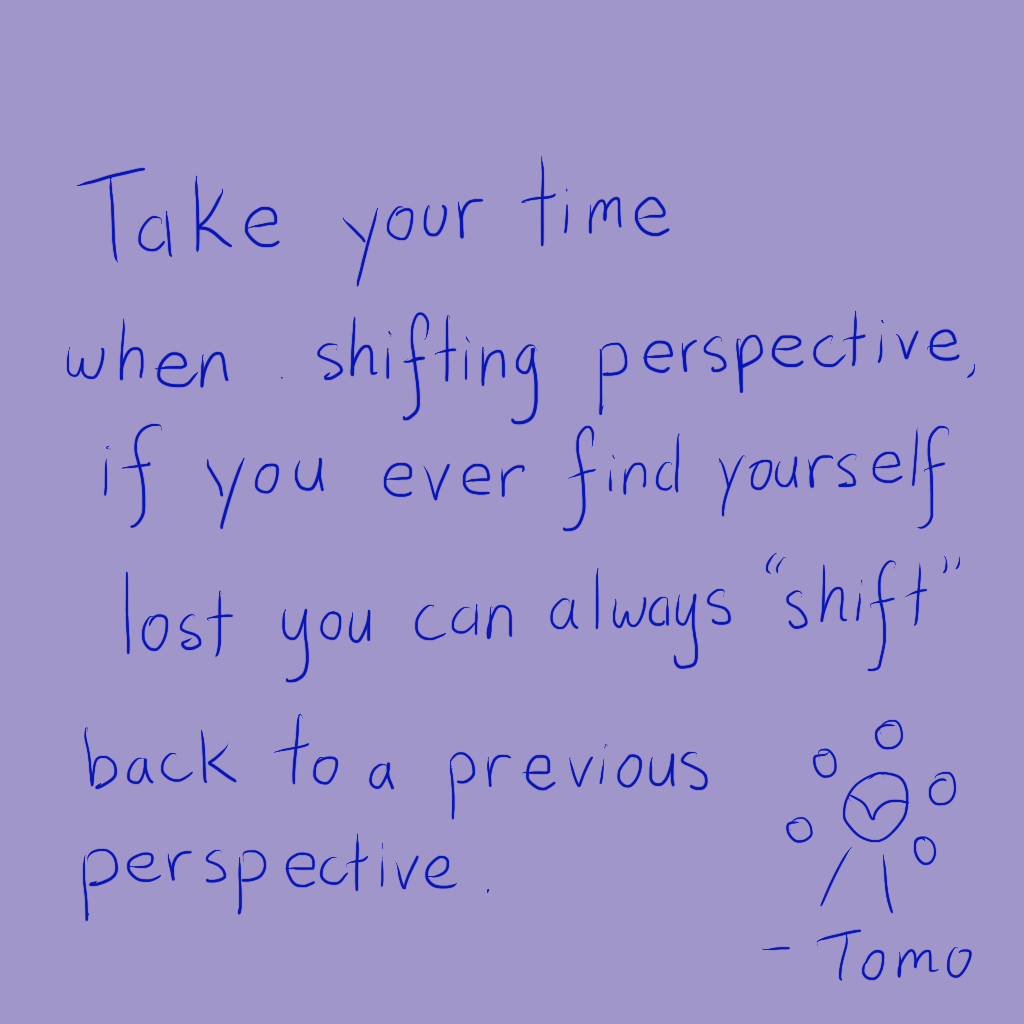 Take your time
when shifting perspective,
if you ever find yourself
lost you can always “shift”
back to a previous
perspective.
- Tomo